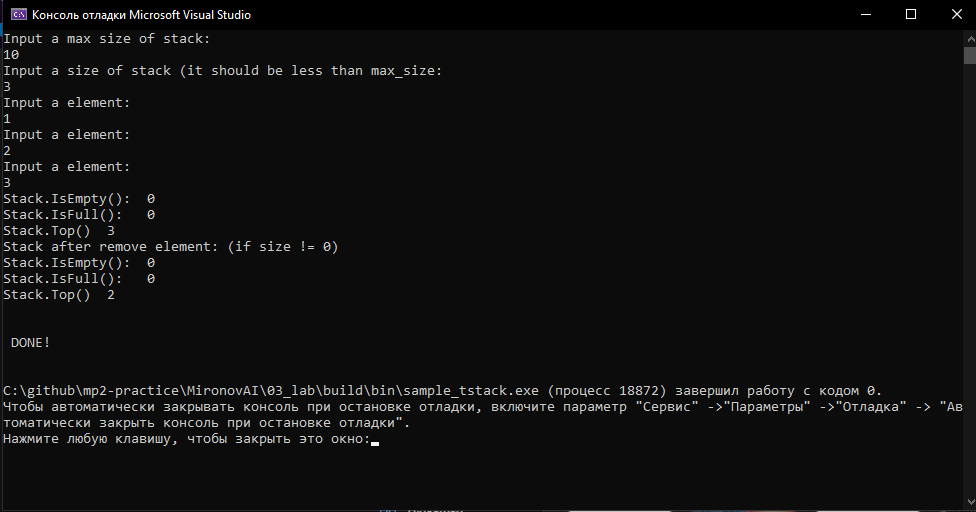 Консоль отладки Microsoft Visual Studio
Input a max size of stack:
10
Input a size of stack (it should be less than max_size:
3
Input a element:
1
Input a element:
2
Input a element:
3
Stack.IsEmpty():  0
Stack.IsFull():   0
Stack.Top()  3
Stack after remove element: (if size != 0)
Stack.IsEmpty():  0
Stack.IsFull():   0
Stack.Top()  2
DONE!
C:\github\mp2-practice\MironovAI\03_lab\build\bin\sample_tstack.exe (процесс 18872) завершил работу с кодом 0.
Чтобы автоматически закрывать консоль при остановке отладки, включите параметр "Сервис" ->"Параметры" ->"Отладка" -> "Ав
томатически закрыть консоль при остановке отладки".
Нажмите любую клавишу, чтобы закрыть это окно: